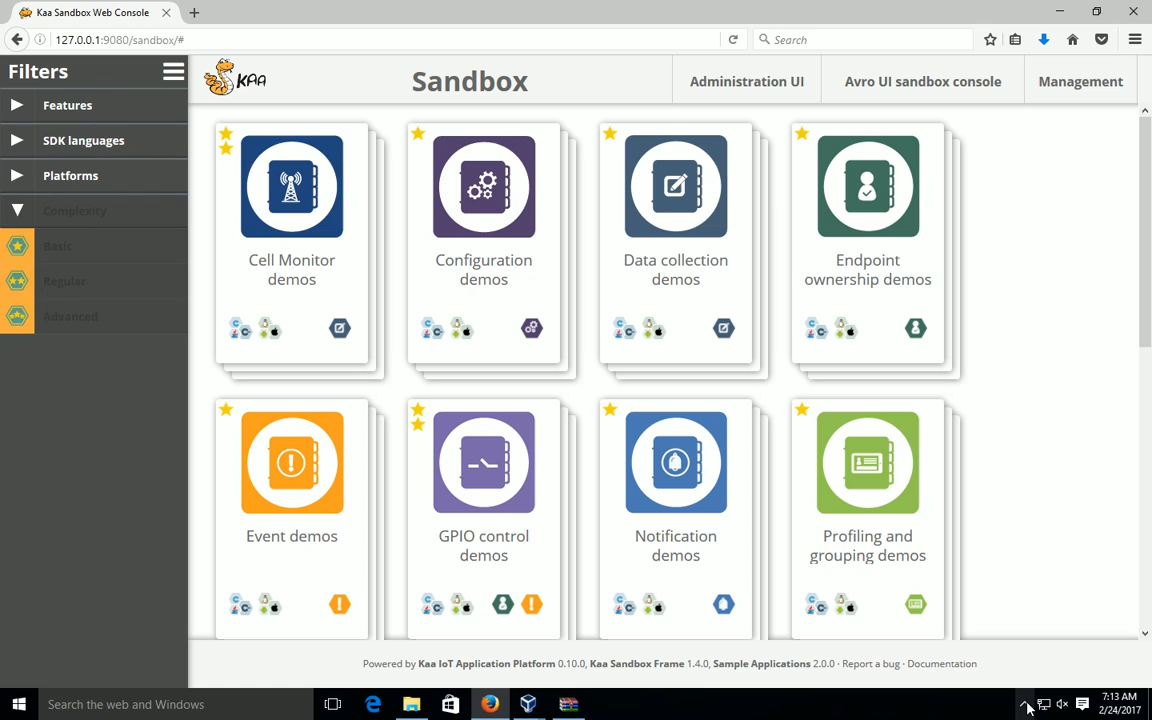 Kaa Sandbox Web Console
127.0.0.1:9080/sandbox/#
Search
Filters
Features
SDK languages
Platforms
Complexity
Basic
Regular
Advanced
KAA
Sandbox
Administration UI
Avro UI sandbox console
Management
Cell Monitor
demos
Configuration
demos
Data collection
demos
Endpoint
ownership demos
Event demos
GPIO control
demos
Notification
demos
Profiling and
grouping demos
Powered by Kaa IoT Application Platform 0.10.0, Kaa Sandbox Frame 1.4.0, Sample Applications 2.0.0 · Report a bug · Documentation
Search the web and Windows
7:13 AM
2/24/2017